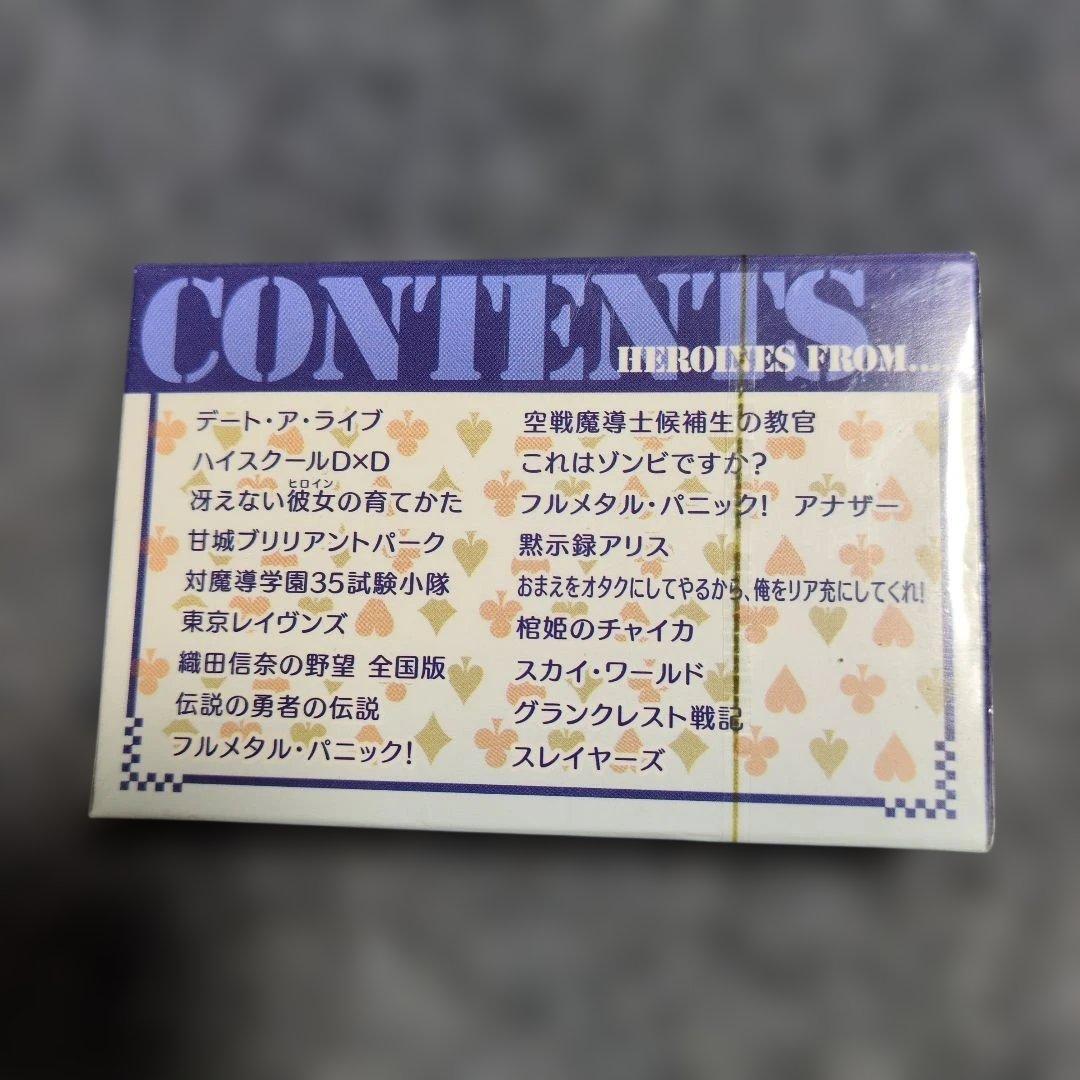 CONTENTS
HEROINES FROM....
デート・ア・ライブ
ハイスクールD×D
ヒロイン
冴えない彼女の育てかた
甘城ブリリアントパーク
対魔導学園35試験小隊
東京レイヴンズ
織田信奈の野望 全国版
伝説の勇者の伝説
フルメタル・パニック!
空戦魔導士候補生の教官
これはゾンビですか?
フルメタル・パニック! アナザー
黙示録アリス
おまえをオタクにしてやるから、俺をリア充にしてくれ!
棺姫のチャイカ
スカイ・ワールド
グランクレスト戦記
スレイヤーズ